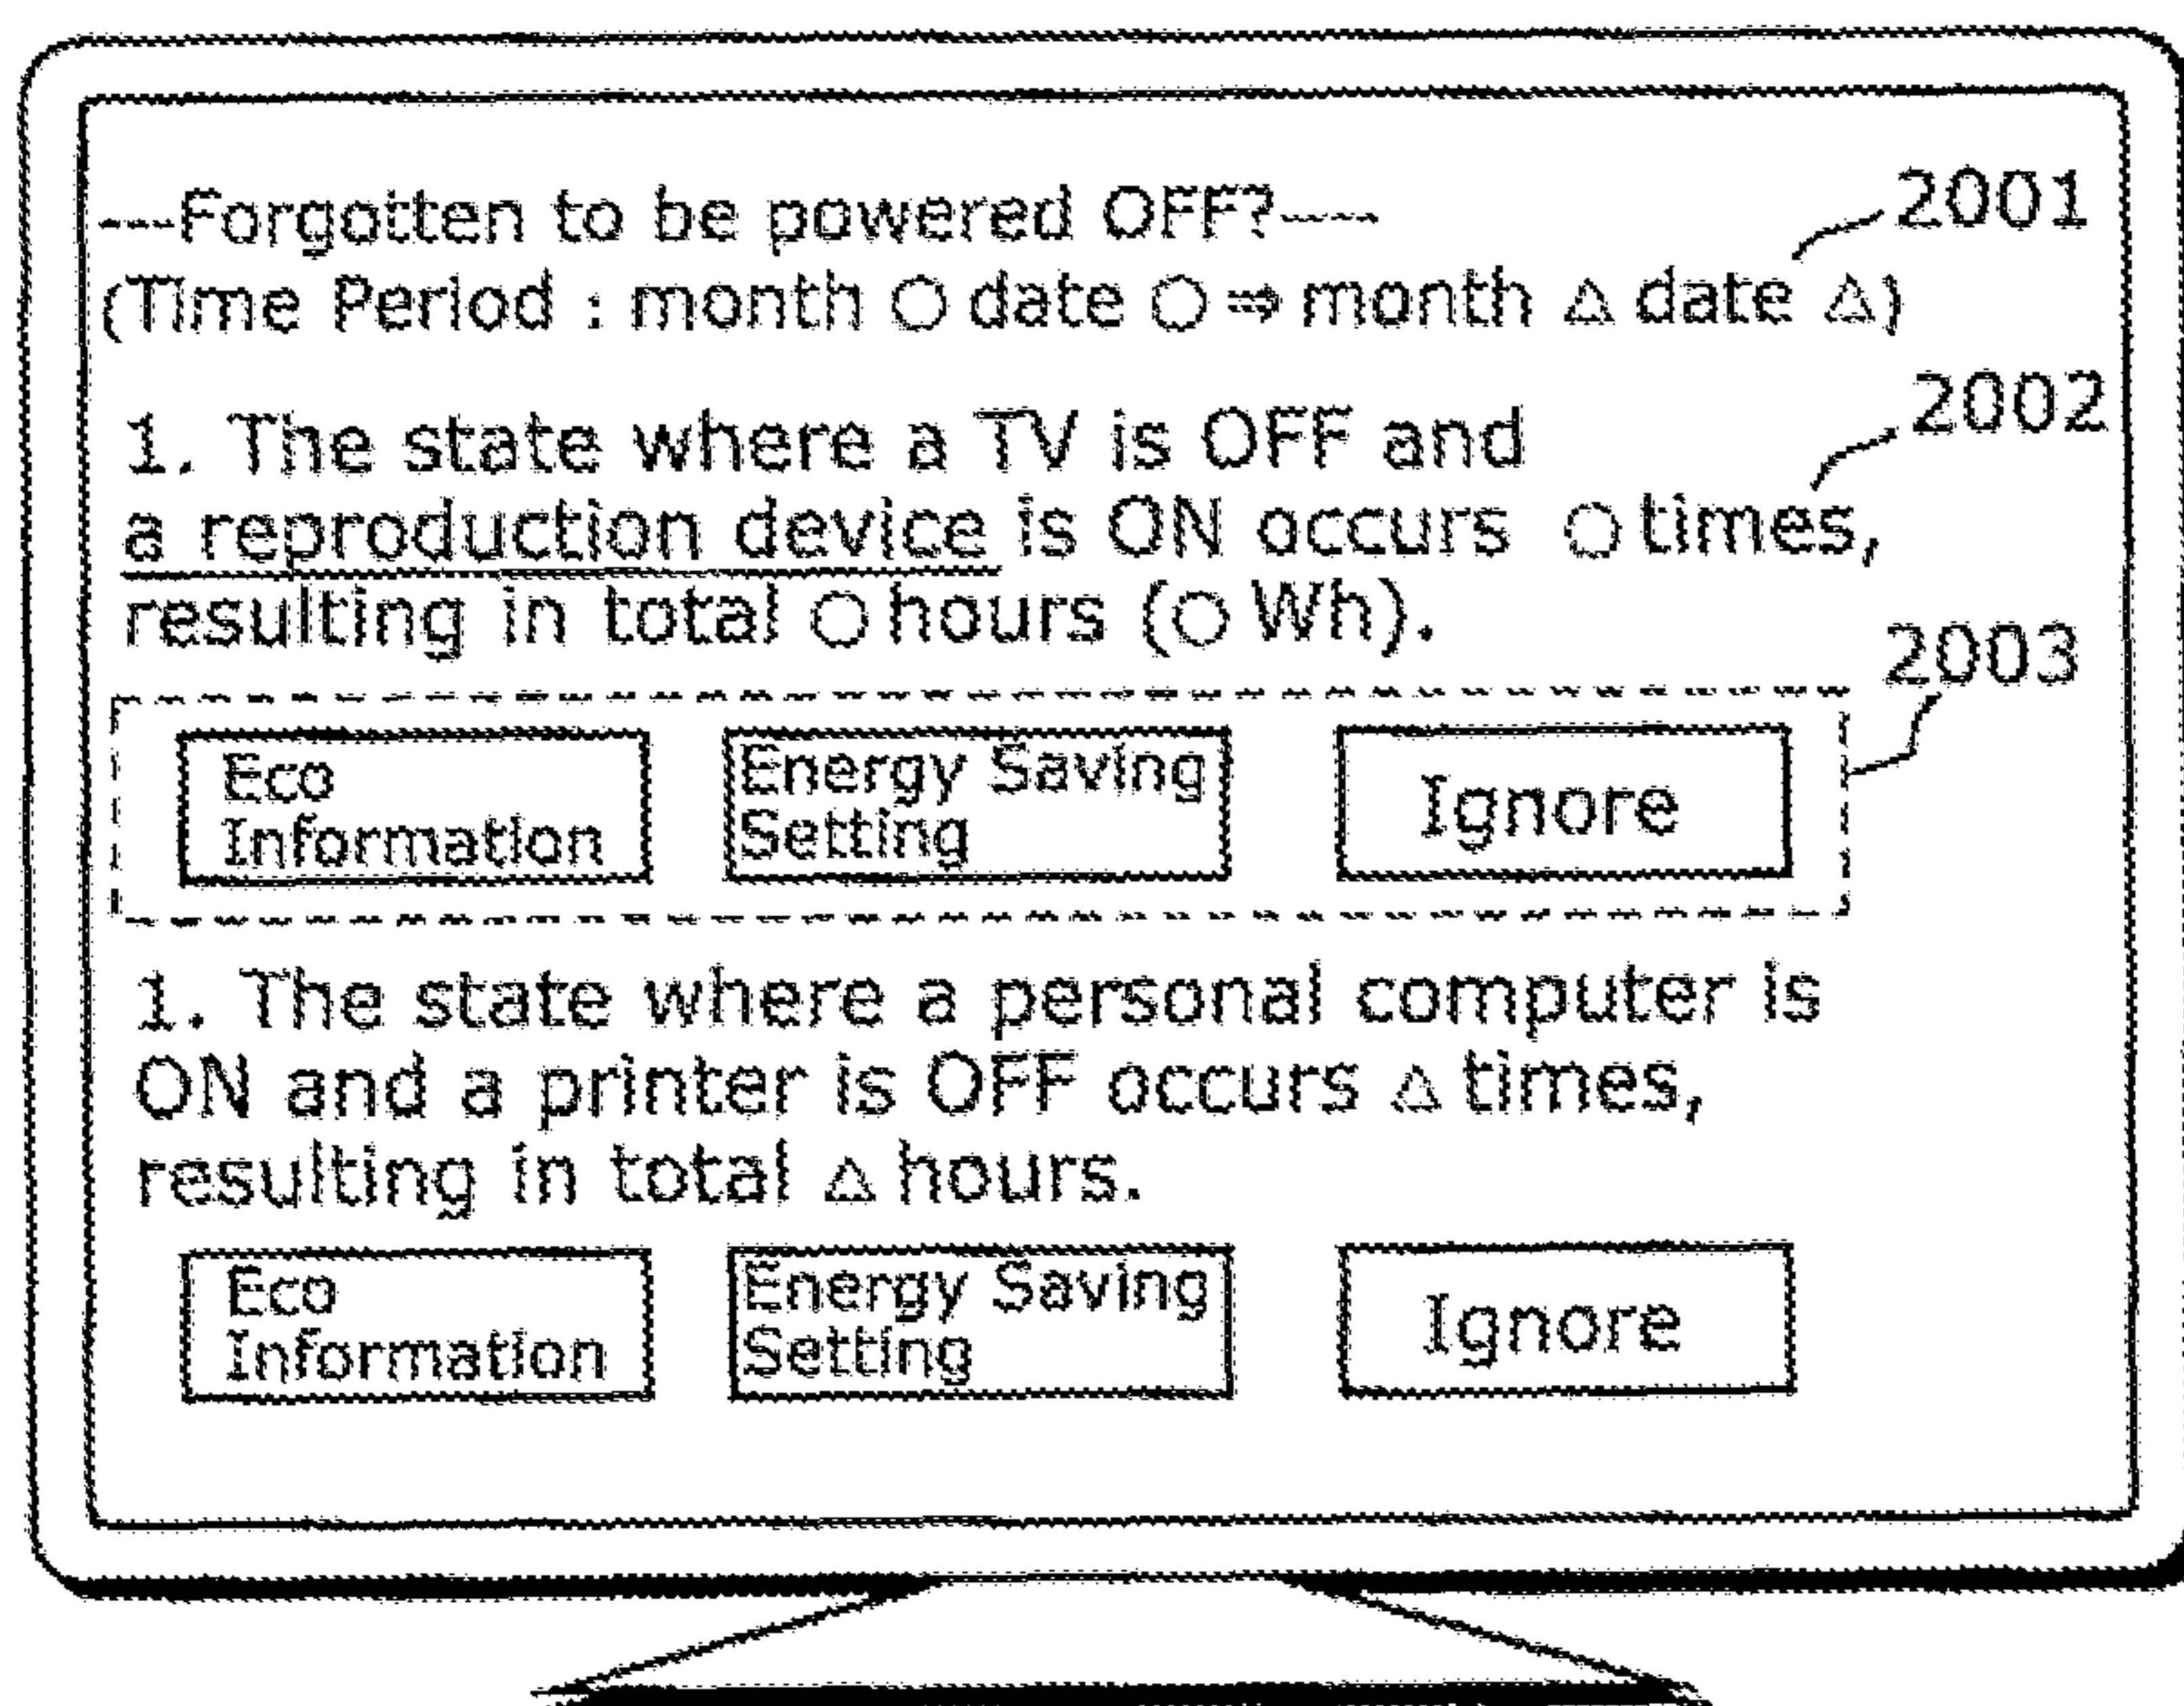 ---Forgotten to be powered OFF?----
2001
(Time Period : month ○ date ○ ⇒ month △ date △)
2002
1. The state where a TV is OFF and
a reproduction device is ON occurs ○ times,
resulting in total ○ hours (○ Wh).
2003
Eco
Information
Energy Saving
Setting
Ignore
1. The state where a personal computer is
ON and a printer is OFF occurs △ times,
resulting in total △ hours.
Eco
Information
Energy Saving
Setting
Ignore